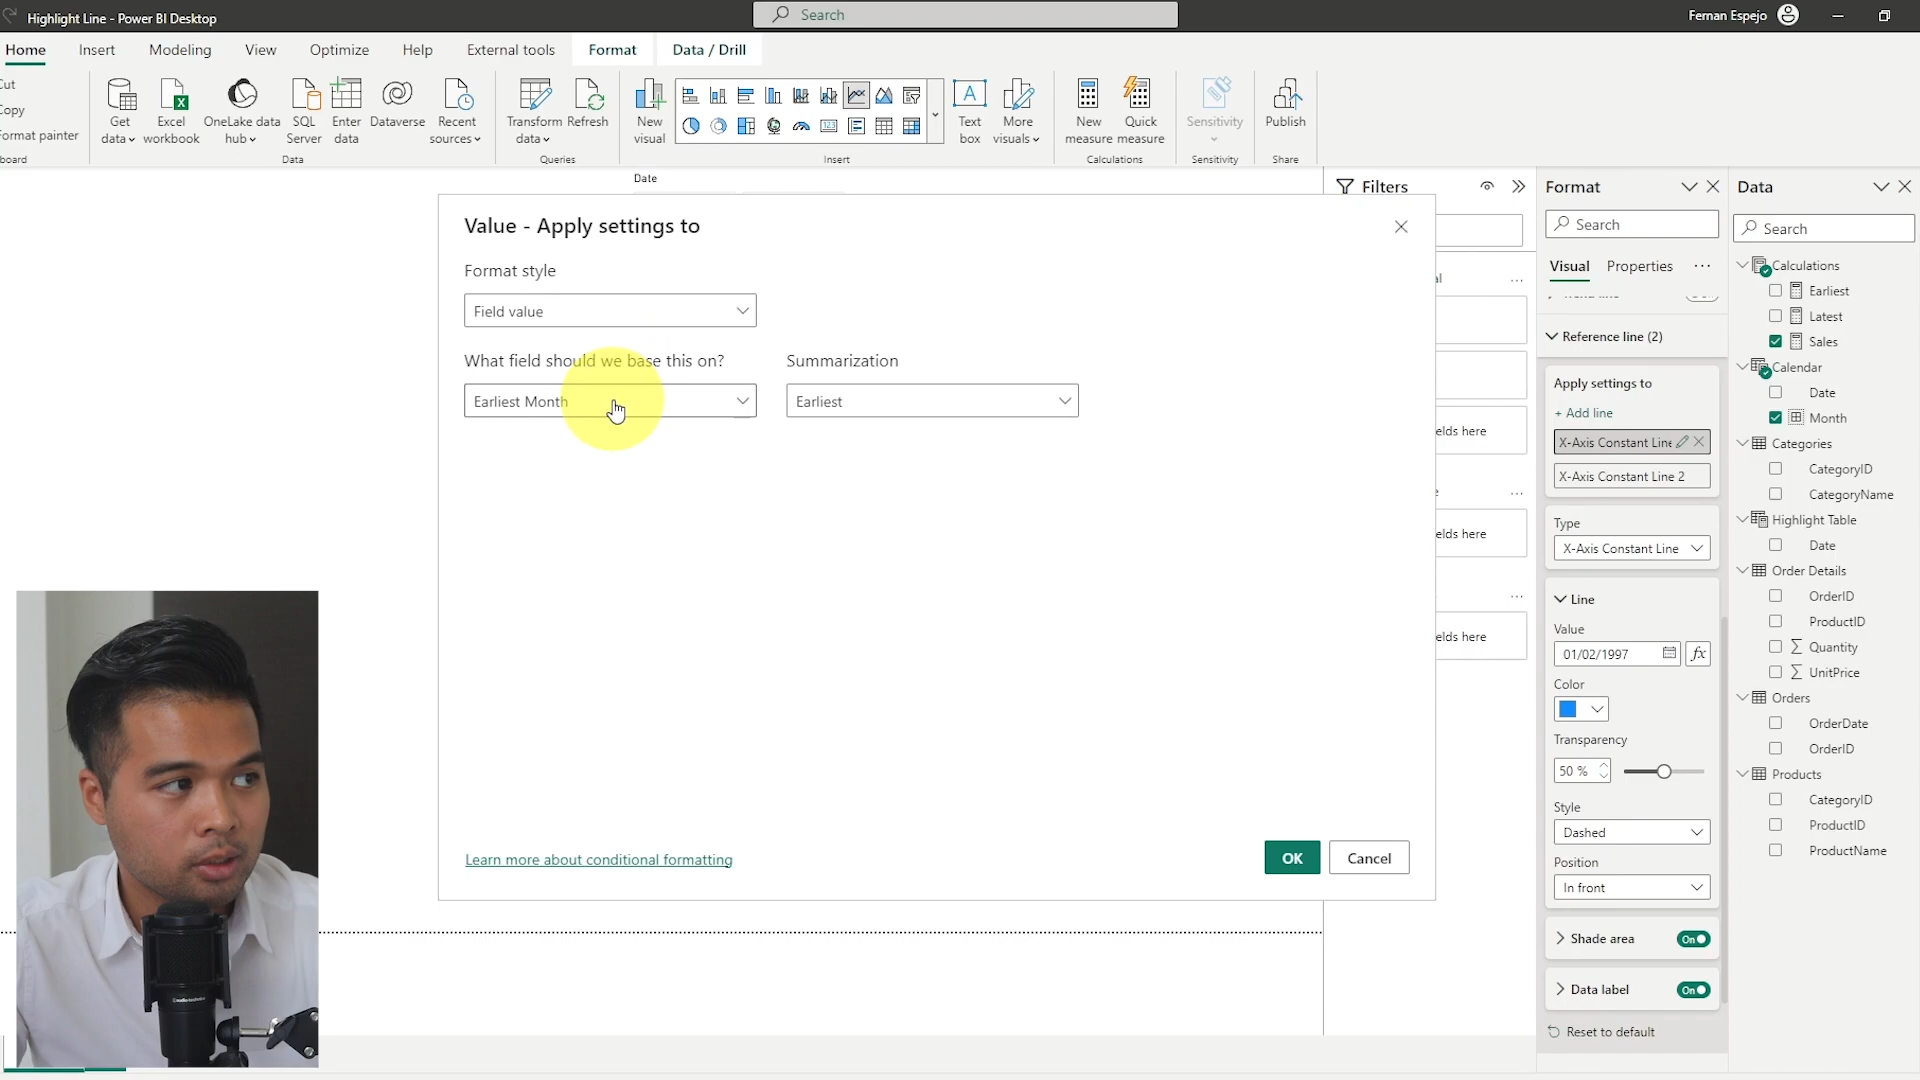 Highlight Line - Power BI Desktop
Search
Fernan Espejo
Home
Insert
Modeling
View
Optimize
Help
External tools
Format
Data / Drill
Cut
Copy
Format painter
Get data
Excel workbook
OneLake data hub
SQL Server
Enter data
Dataverse
Recent sources
Data
Transform data
Refresh
Queries
New visual
Text box
More visuals
Insert
New measure
Quick measure
Calculations
Sensitivity
Sensitivity
Publish
Share
Date
Value - Apply settings to
Format style
Field value
What field should we base this on?
Summarization
Earliest Month
Earliest
Learn more about conditional formatting
OK
Cancel
Filters
elds here
elds here
elds here
Format
Search
Visual
Properties
Reference line (2)
Apply settings to
+ Add line
X-Axis Constant Line
X-Axis Constant Line 2
Type
X-Axis Constant Line
Line
Value
01/02/1997
fx
Color
Transparency
50 %
Style
Dashed
Position
In front
Shade area
On
Data label
On
Reset to default
Data
Search
Calculations
Earliest
Latest
Sales
Calendar
Date
Month
Categories
CategoryID
CategoryName
Highlight Table
Date
Order Details
OrderID
ProductID
Quantity
UnitPrice
Orders
OrderDate
OrderID
Products
CategoryID
ProductID
ProductName